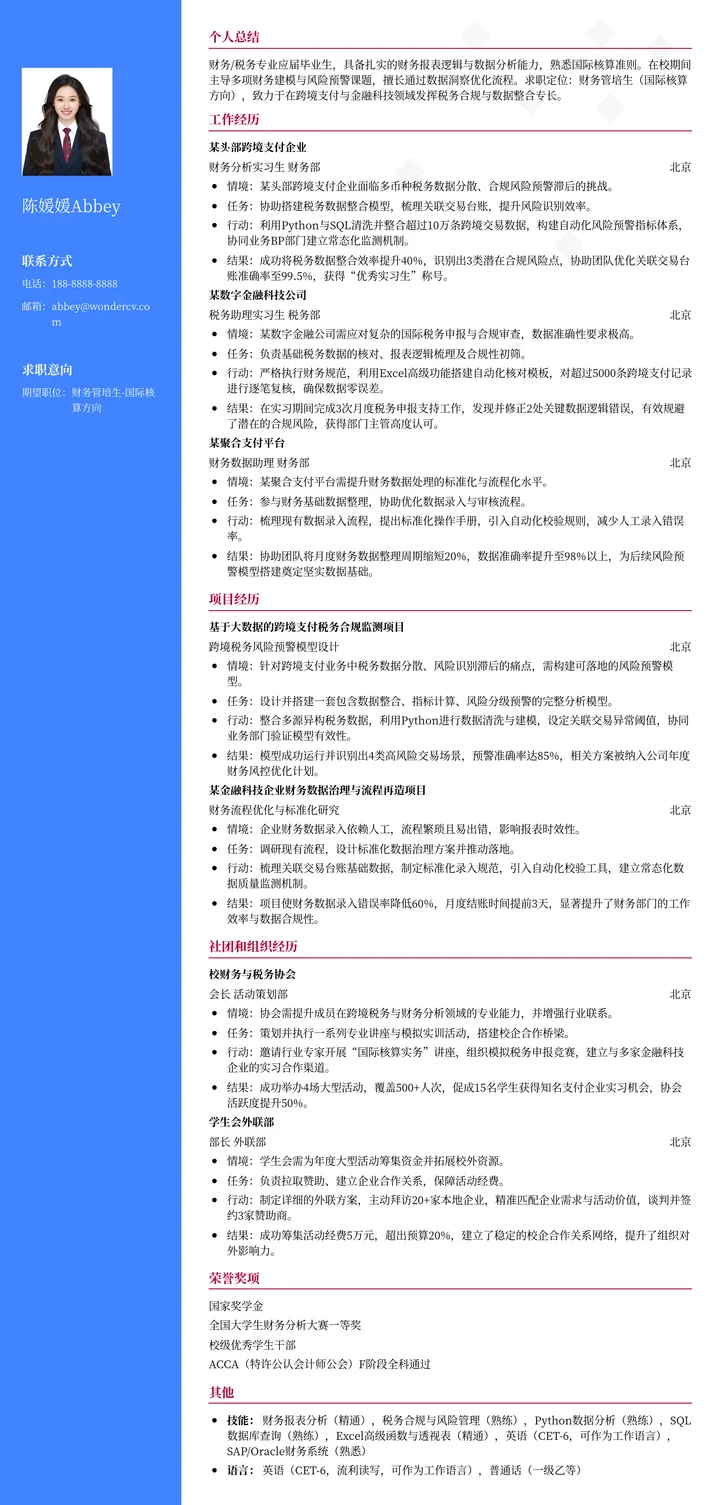 陈媛媛Abbey
联系方式
电话：188-8888-8888
邮箱：abbey@wondercv.co
m
求职意向
期望职位：财务管培生-国际核
算方向
个人总结
财务/税务专业应届毕业生，具备扎实的财务报表逻辑与数据分析能力，熟悉国际核算准则。在校期间
主导多项财务建模与风险预警课题，擅长通过数据洞察优化流程。求职定位：财务管培生（国际核算
方向），致力于在跨境支付与金融科技领域发挥税务合规与数据整合专长。
工作经历
某头部跨境支付企业
财务分析实习生 财务部 北京
• 情境：某头部跨境支付企业面临多币种税务数据分散、合规风险预警滞后的挑战。
• 任务：协助搭建税务数据整合模型，梳理关联交易台账，提升风险识别效率。
• 行动：利用Python与SQL清洗并整合超过10万条跨境交易数据，构建自动化风险预警指标体系，
协同业务BP部门建立常态化监测机制。
• 结果：成功将税务数据整合效率提升40%，识别出3类潜在合规风险点，协助团队优化关联交易台
账准确率至99.5%，获得“优秀实习生”称号。
某数字金融科技公司
税务助理实习生 税务部 北京
• 情境：某数字金融公司需应对复杂的国际税务申报与合规审查，数据准确性要求极高。
• 任务：负责基础税务数据的核对、报表逻辑梳理及合规性初筛。
• 行动：严格执行财务规范，利用Excel高级功能搭建自动化核对模板，对超过5000条跨境支付记录
进行逐笔复核，确保数据零误差。
• 结果：在实习期间完成3次月度税务申报支持工作，发现并修正2处关键数据逻辑错误，有效规避
了潜在的合规风险，获得部门主管高度认可。
某聚合支付平台
财务数据助理 财务部 北京
• 情境：某聚合支付平台需提升财务数据处理的标准化与流程化水平。
• 任务：参与财务基础数据整理，协助优化数据录入与审核流程。
• 行动：梳理现有数据录入流程，提出标准化操作手册，引入自动化校验规则，减少人工录入错误
率。
• 结果：协助团队将月度财务数据整理周期缩短20%，数据准确率提升至98%以上，为后续风险预
警模型搭建奠定坚实数据基础。
项目经历
基于大数据的跨境支付税务合规监测项目
跨境税务风险预警模型设计 北京
• 情境：针对跨境支付业务中税务数据分散、风险识别滞后的痛点，需构建可落地的风险预警模
型。
• 任务：设计并搭建一套包含数据整合、指标计算、风险分级预警的完整分析模型。
• 行动：整合多源异构税务数据，利用Python进行数据清洗与建模，设定关联交易异常阈值，协同
业务部门验证模型有效性。
• 结果：模型成功运行并识别出4类高风险交易场景，预警准确率达85%，相关方案被纳入公司年度
财务风控优化计划。
某金融科技企业财务数据治理与流程再造项目
财务流程优化与标准化研究 北京
• 情境：企业财务数据录入依赖人工，流程繁琐且易出错，影响报表时效性。
• 任务：调研现有流程，设计标准化数据治理方案并推动落地。
• 行动：梳理关联交易台账基础数据，制定标准化录入规范，引入自动化校验工具，建立常态化数
据质量监测机制。
• 结果：项目使财务数据录入错误率降低60%，月度结账时间提前3天，显著提升了财务部门的工作
效率与数据合规性。
社团和组织经历
校财务与税务协会
会长 活动策划部 北京
• 情境：协会需提升成员在跨境税务与财务分析领域的专业能力，并增强行业联系。
• 任务：策划并执行一系列专业讲座与模拟实训活动，搭建校企合作桥梁。
• 行动：邀请行业专家开展“国际核算实务”讲座，组织模拟税务申报竞赛，建立与多家金融科技
企业的实习合作渠道。
• 结果：成功举办4场大型活动，覆盖500+人次，促成15名学生获得知名支付企业实习机会，协会
活跃度提升50%。
学生会外联部
部长 外联部 北京
• 情境：学生会需为年度大型活动筹集资金并拓展校外资源。
• 任务：负责拉取赞助、建立企业合作关系，保障活动经费。
• 行动：制定详细的外联方案，主动拜访20+家本地企业，精准匹配企业需求与活动价值，谈判并签
约3家赞助商。
• 结果：成功筹集活动经费5万元，超出预算20%，建立了稳定的校企合作关系网络，提升了组织对
外影响力。
荣誉奖项
国家奖学金
全国大学生财务分析大赛一等奖
校级优秀学生干部
ACCA（特许公认会计师公会）F阶段全科通过
其他
• 技能： 财务报表分析（精通），税务合规与风险管理（熟练），Python数据分析（熟练），SQL
数据库查询（熟练），Excel高级函数与透视表（精通），英语（CET-6，可作为工作语言），
SAP/Oracle财务系统（熟悉）
• 语言： 英语（CET-6，流利读写，可作为工作语言），普通话（一级乙等）